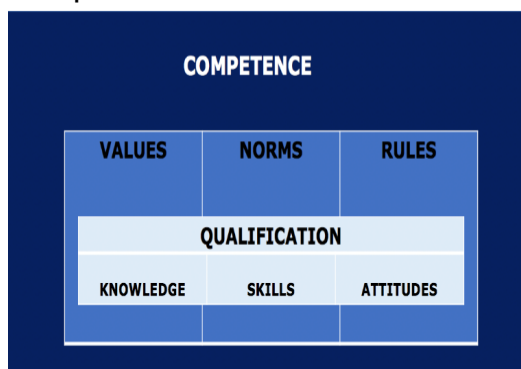 COMPETENCE
VALUES NORMS RULES
QUALIFICATION
KNOWLEDGE SKILLS ATTITUDES